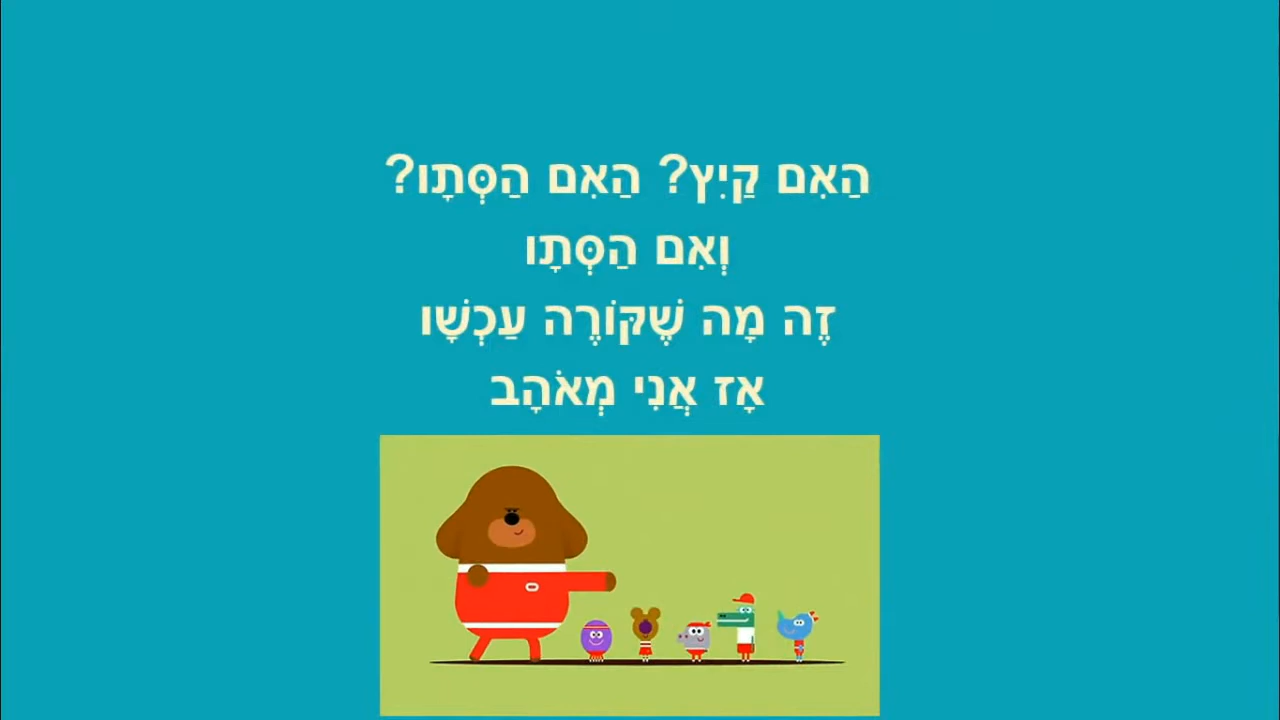 הַאִם קַיִץ? הַאִם הַסְּתָו?
וְאִם הַסְּתָו
זֶה מָה שֶׁקּוֹרֶה עַכְשָׁו
אָז אֲנִי מְאֹהָב